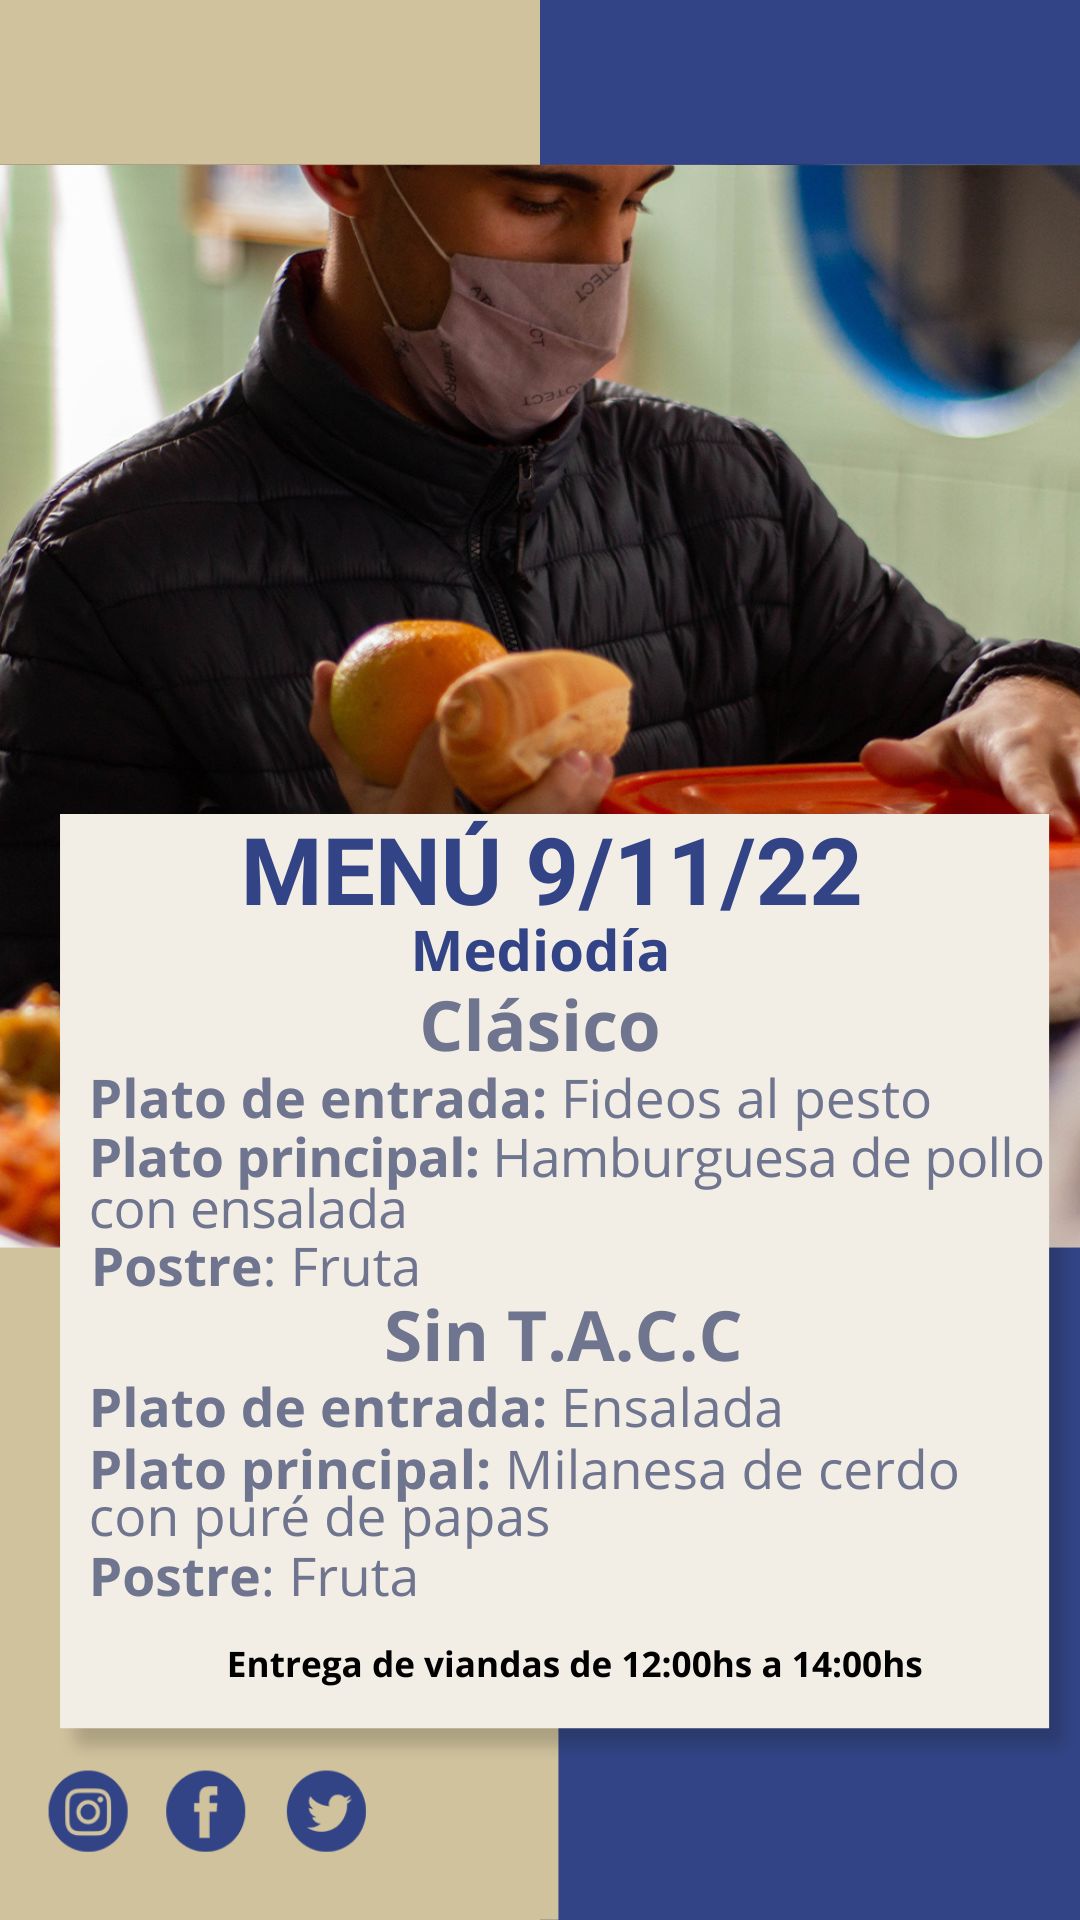 MENÚ 9/11/22
Mediodía
Clásico
Plato de entrada: Fideos al pesto
Plato principal: Hamburguesa de pollo
con ensalada
Postre: Fruta
Sin T.A.C.C
Plato de entrada: Ensalada
Plato principal: Milanesa de cerdo
con puré de papas
Postre: Fruta
Entrega de viandas de 12:00hs a 14:00hs